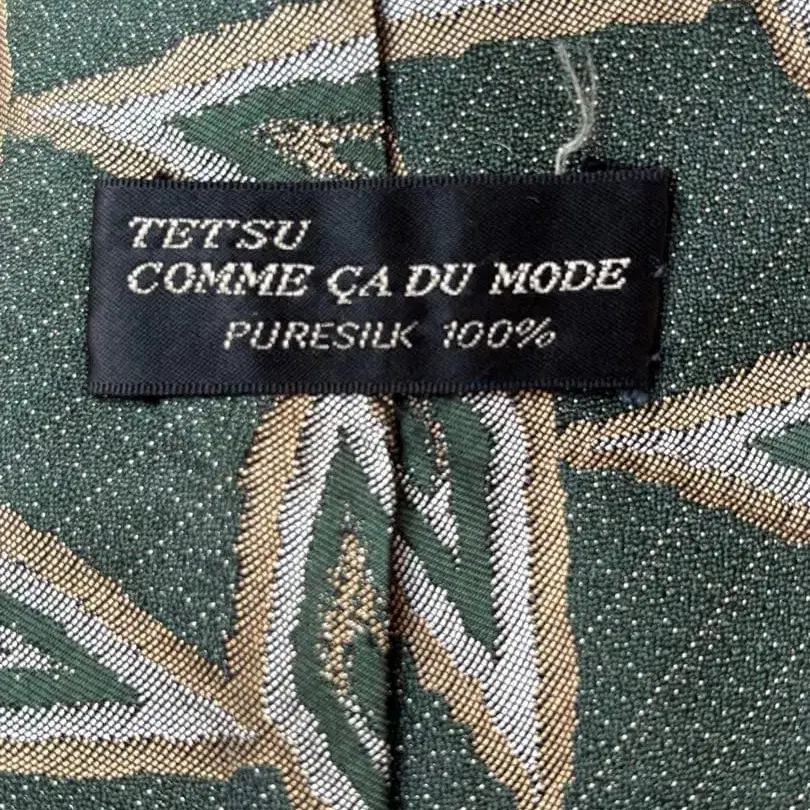 TETSU
COMME ÇA DU MODE
PURESILK 100%